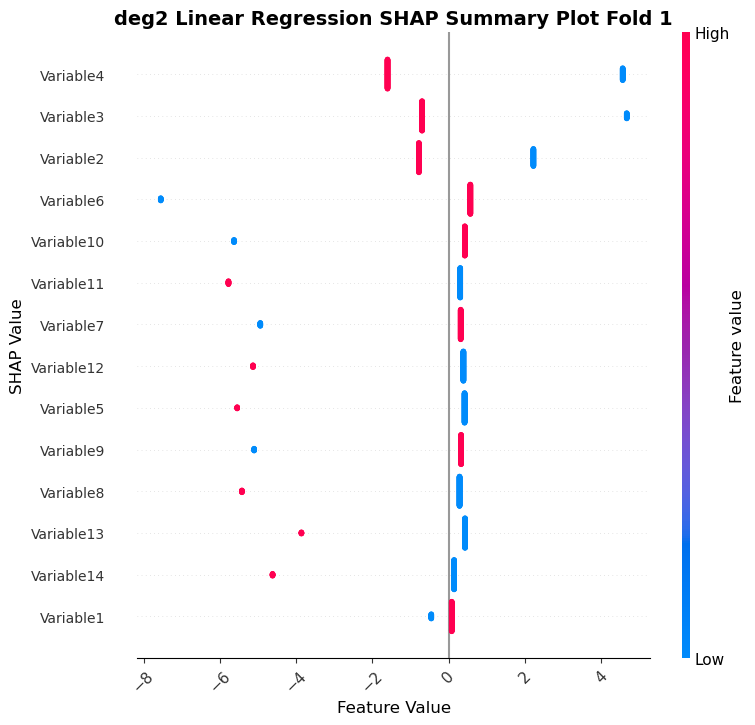 deg2 Linear Regression SHAP Summary Plot Fold 1
High
Variable4
Variable3
Variable2
Variable6
Variable10
Variable11
Variable7
Variable12
Variable5
Variable9
Variable8
Variable13
Variable14
Variable1
SHAP Value
Feature value
Low
−8 −6 −4 −2 0 2 4
Feature Value